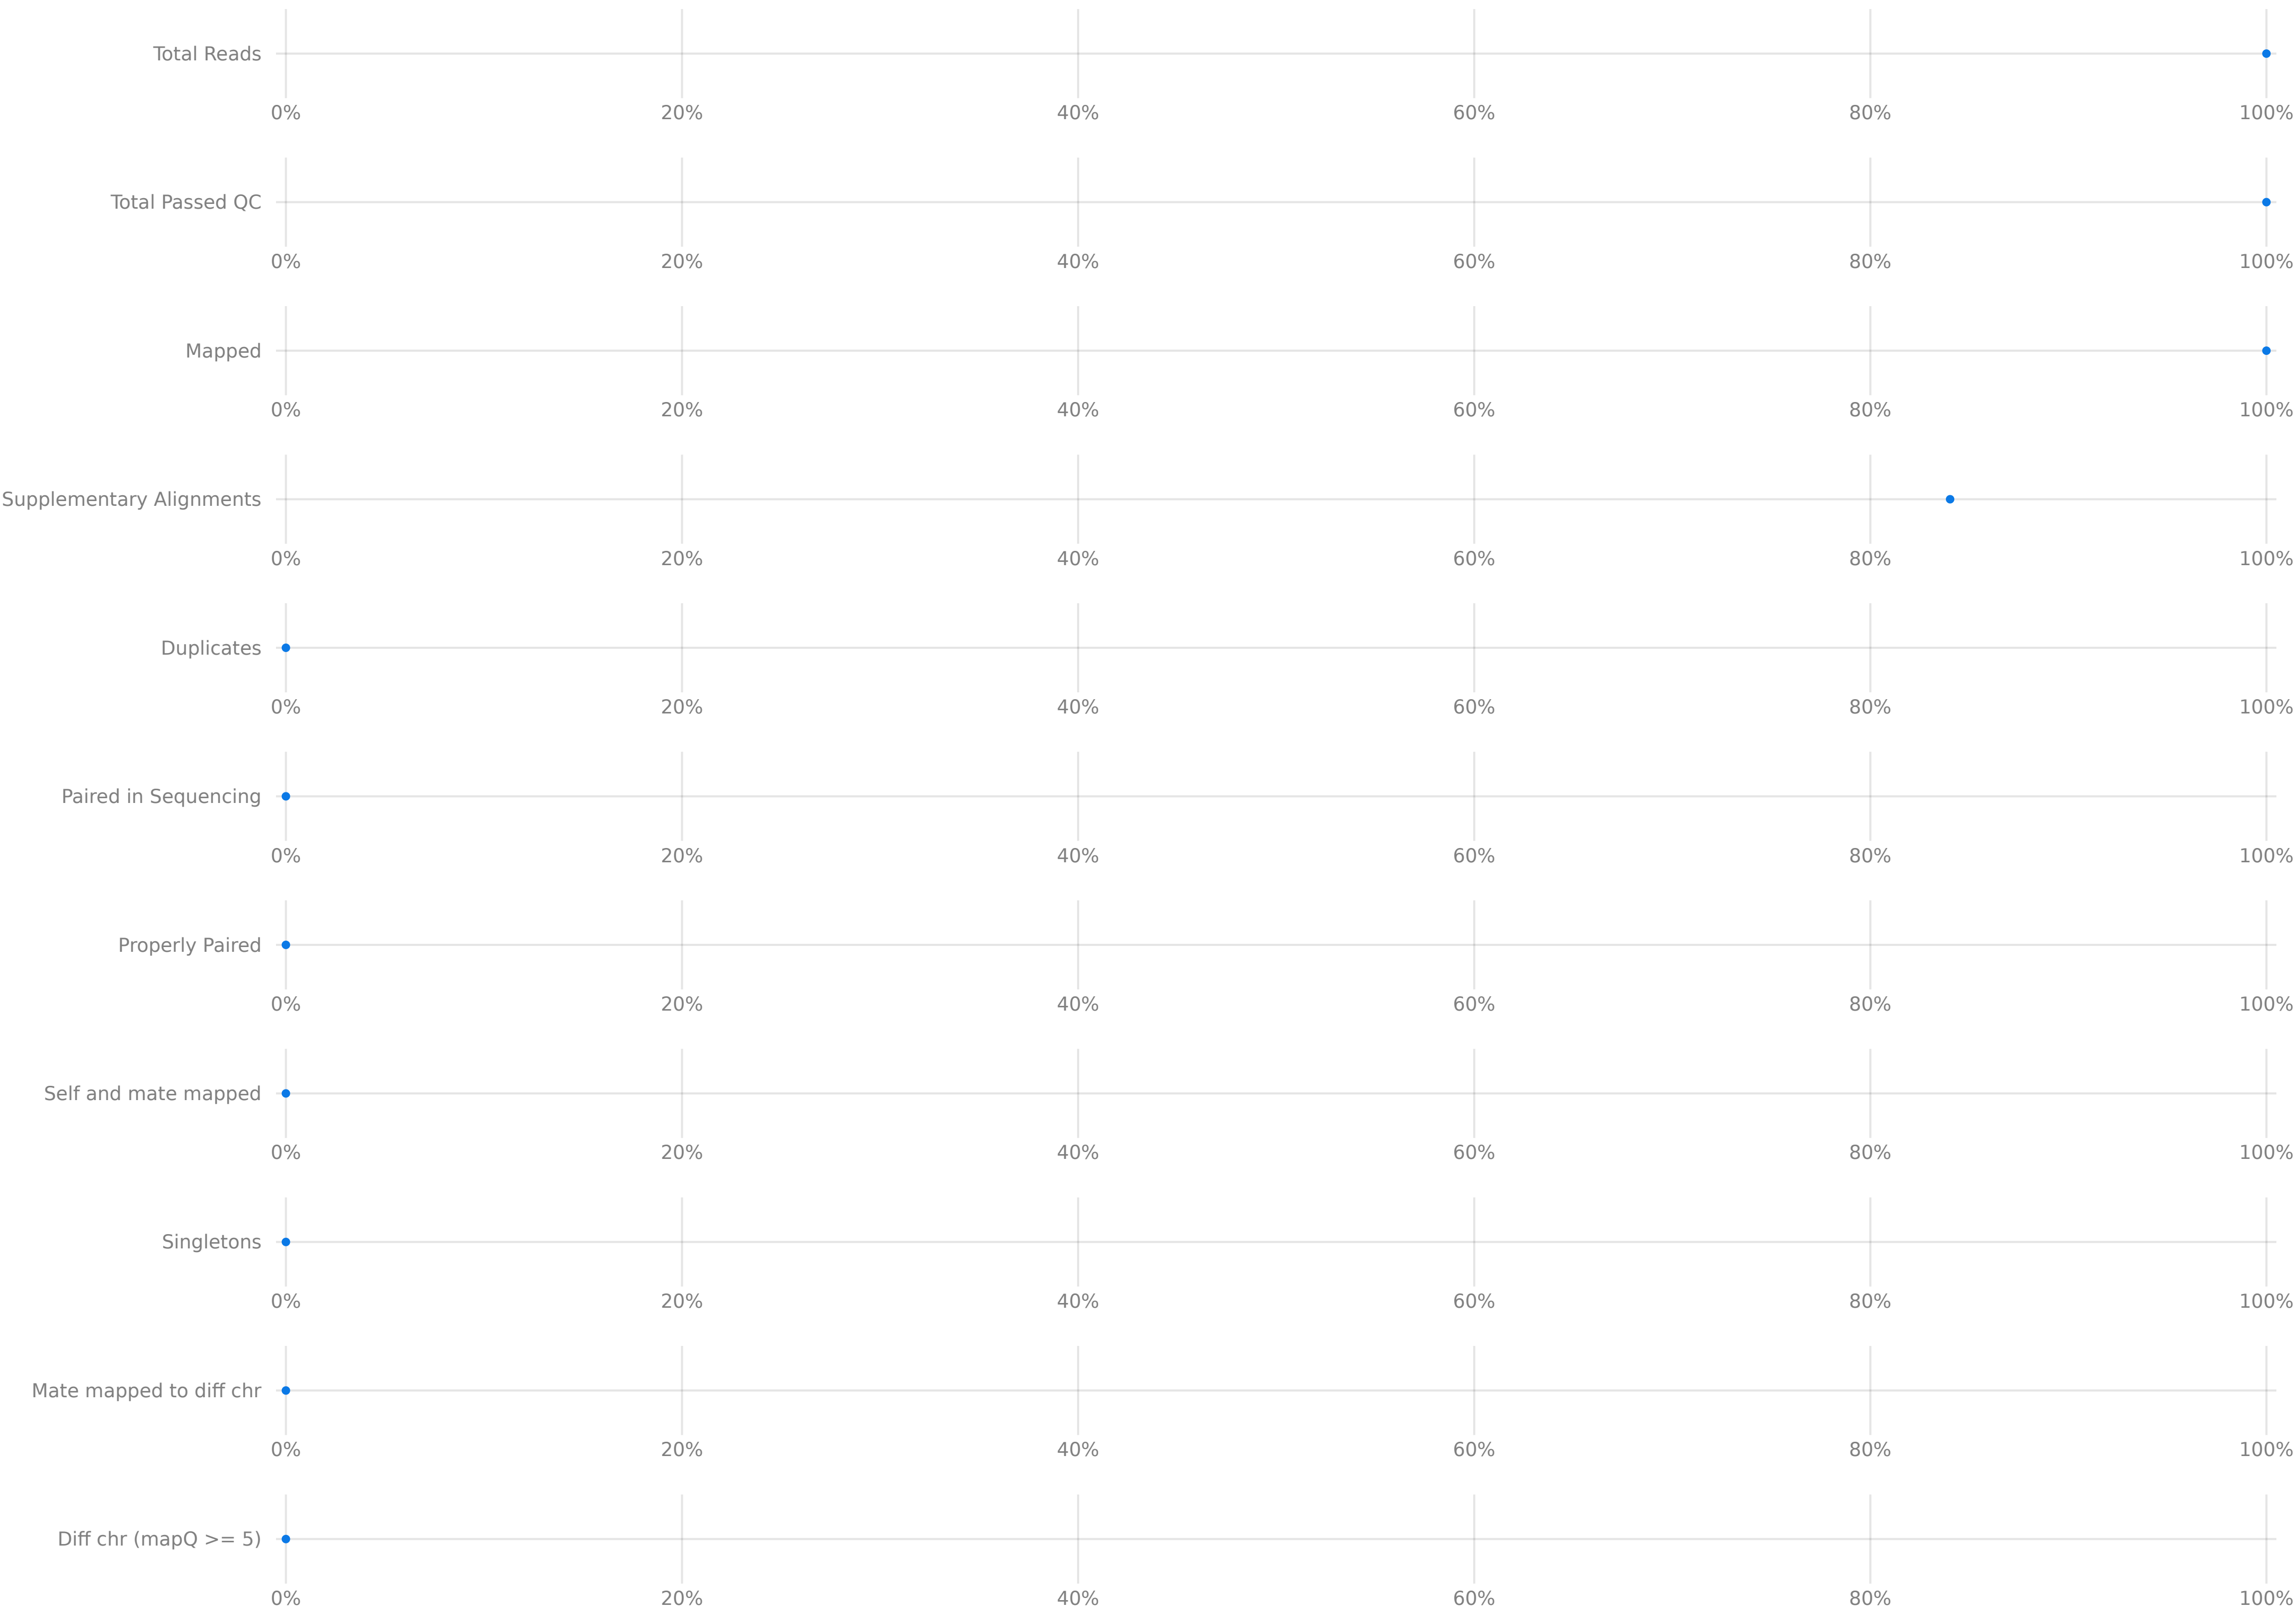 Total Reads
0% 20% 40% 60% 80% 100%
Total Passed QC
0% 20% 40% 60% 80% 100%
Mapped
0% 20% 40% 60% 80% 100%
Supplementary Alignments
0% 20% 40% 60% 80% 100%
Duplicates
0% 20% 40% 60% 80% 100%
Paired in Sequencing
0% 20% 40% 60% 80% 100%
Properly Paired
0% 20% 40% 60% 80% 100%
Self and mate mapped
0% 20% 40% 60% 80% 100%
Singletons
0% 20% 40% 60% 80% 100%
Mate mapped to diff chr
0% 20% 40% 60% 80% 100%
Diff chr (mapQ >= 5)
0% 20% 40% 60% 80% 100%